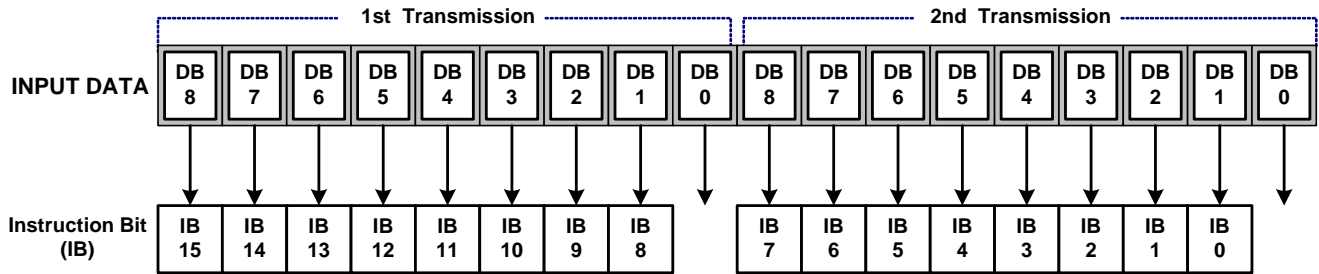 1st Transmission 2nd Transmission
INPUT DATA DB 8 DB 7 DB 6 DB 5 DB 4 DB 3 DB 2 DB 1 DB 0 DB 8 DB 7 DB 6 DB 5 DB 4 DB 3 DB 2 DB 1 DB 0
Instruction Bit (IB) IB 15 IB 14 IB 13 IB 12 IB 11 IB 10 IB 9 IB 8 IB 7 IB 6 IB 5 IB 4 IB 3 IB 2 IB 1 IB 0